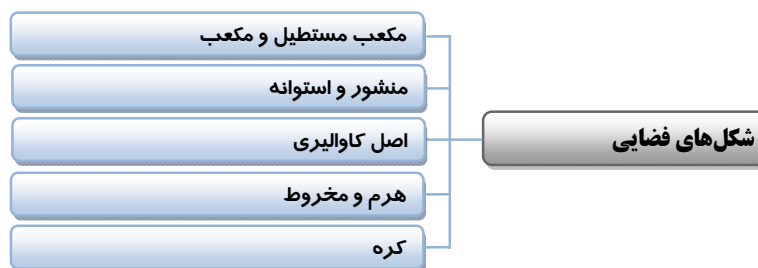 شکل‌های فضایی
مکعب مستطیل و مکعب
منشور و استوانه
اصل کاوالیری
هرم و مخروط
کره